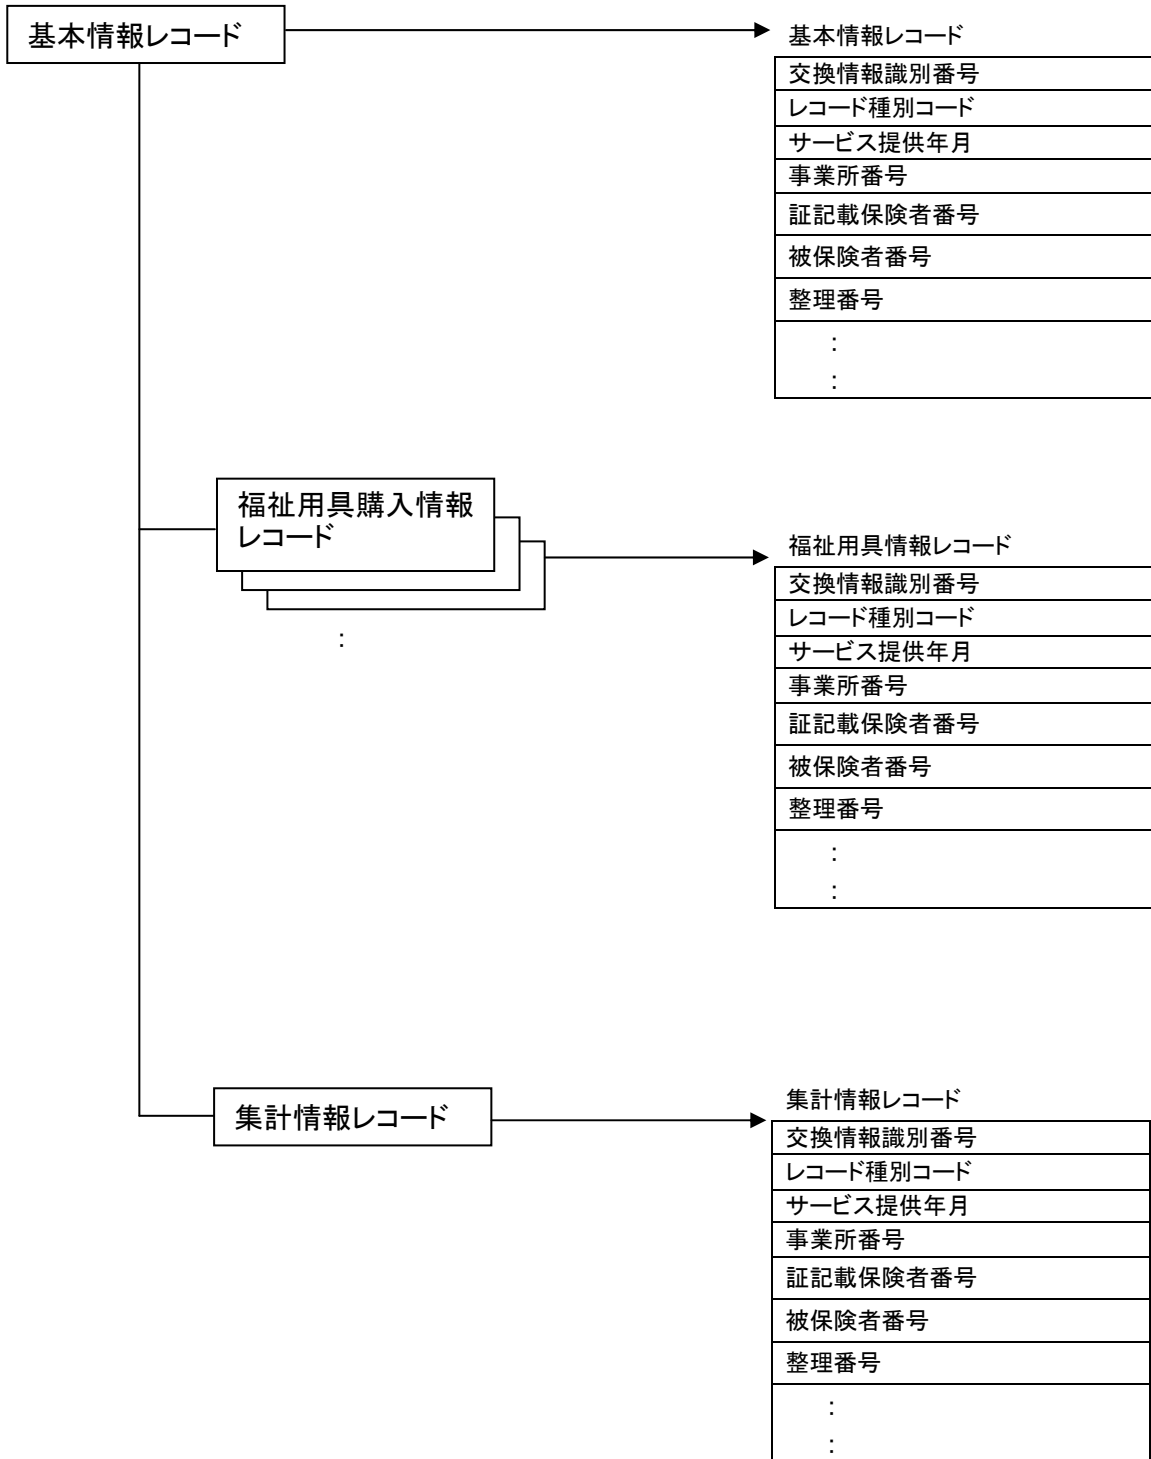 基本情報レコード
基本情報レコード
交換情報識別番号
レコード種別コード
サービス提供年月
事業所番号
証記載保険者番号
被保険者番号
整理番号
:
:
福祉用具購入情報
レコード
:
福祉用具情報レコード
交換情報識別番号
レコード種別コード
サービス提供年月
事業所番号
証記載保険者番号
被保険者番号
整理番号
:
:
集計情報レコード
集計情報レコード
交換情報識別番号
レコード種別コード
サービス提供年月
事業所番号
証記載保険者番号
被保険者番号
整理番号
:
: